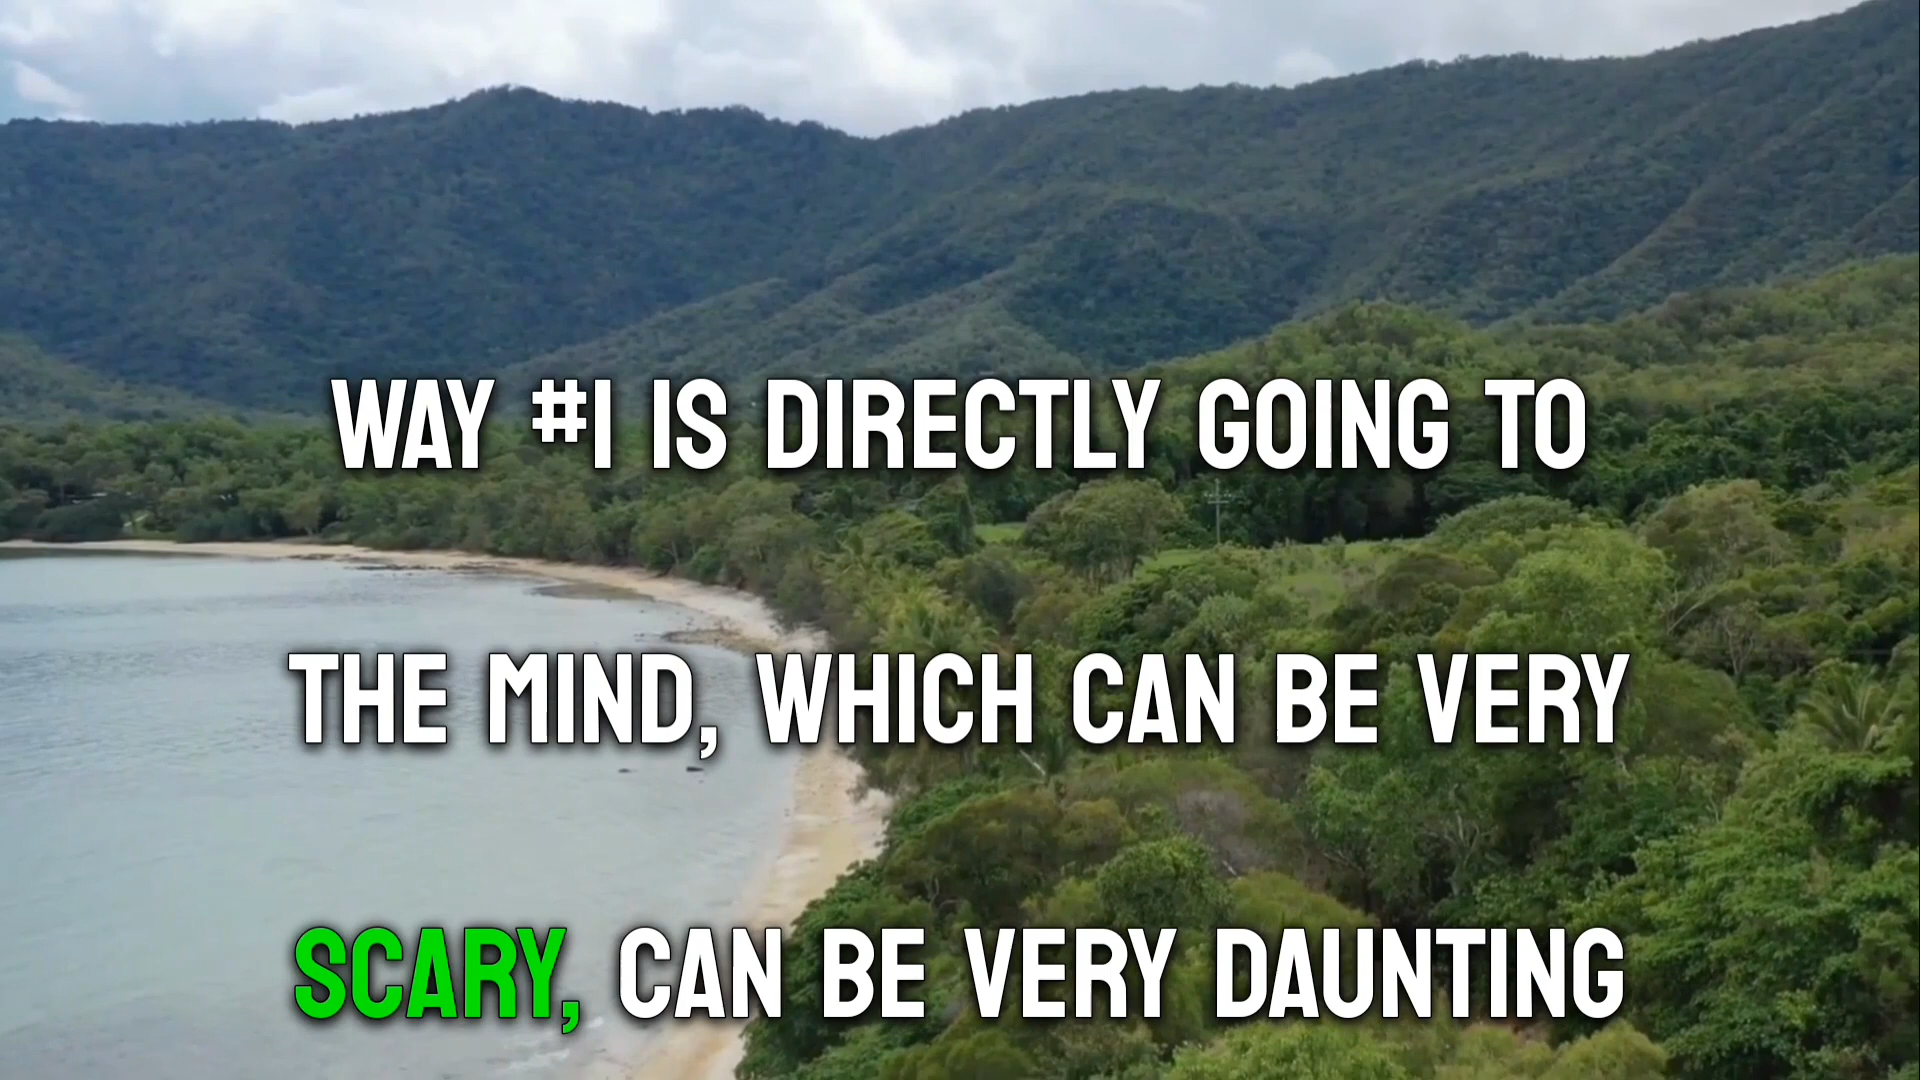 WAY #1 IS DIRECTLY GOING TO
THE MIND, WHICH CAN BE VERY
SCARY, CAN BE VERY DAUNTING